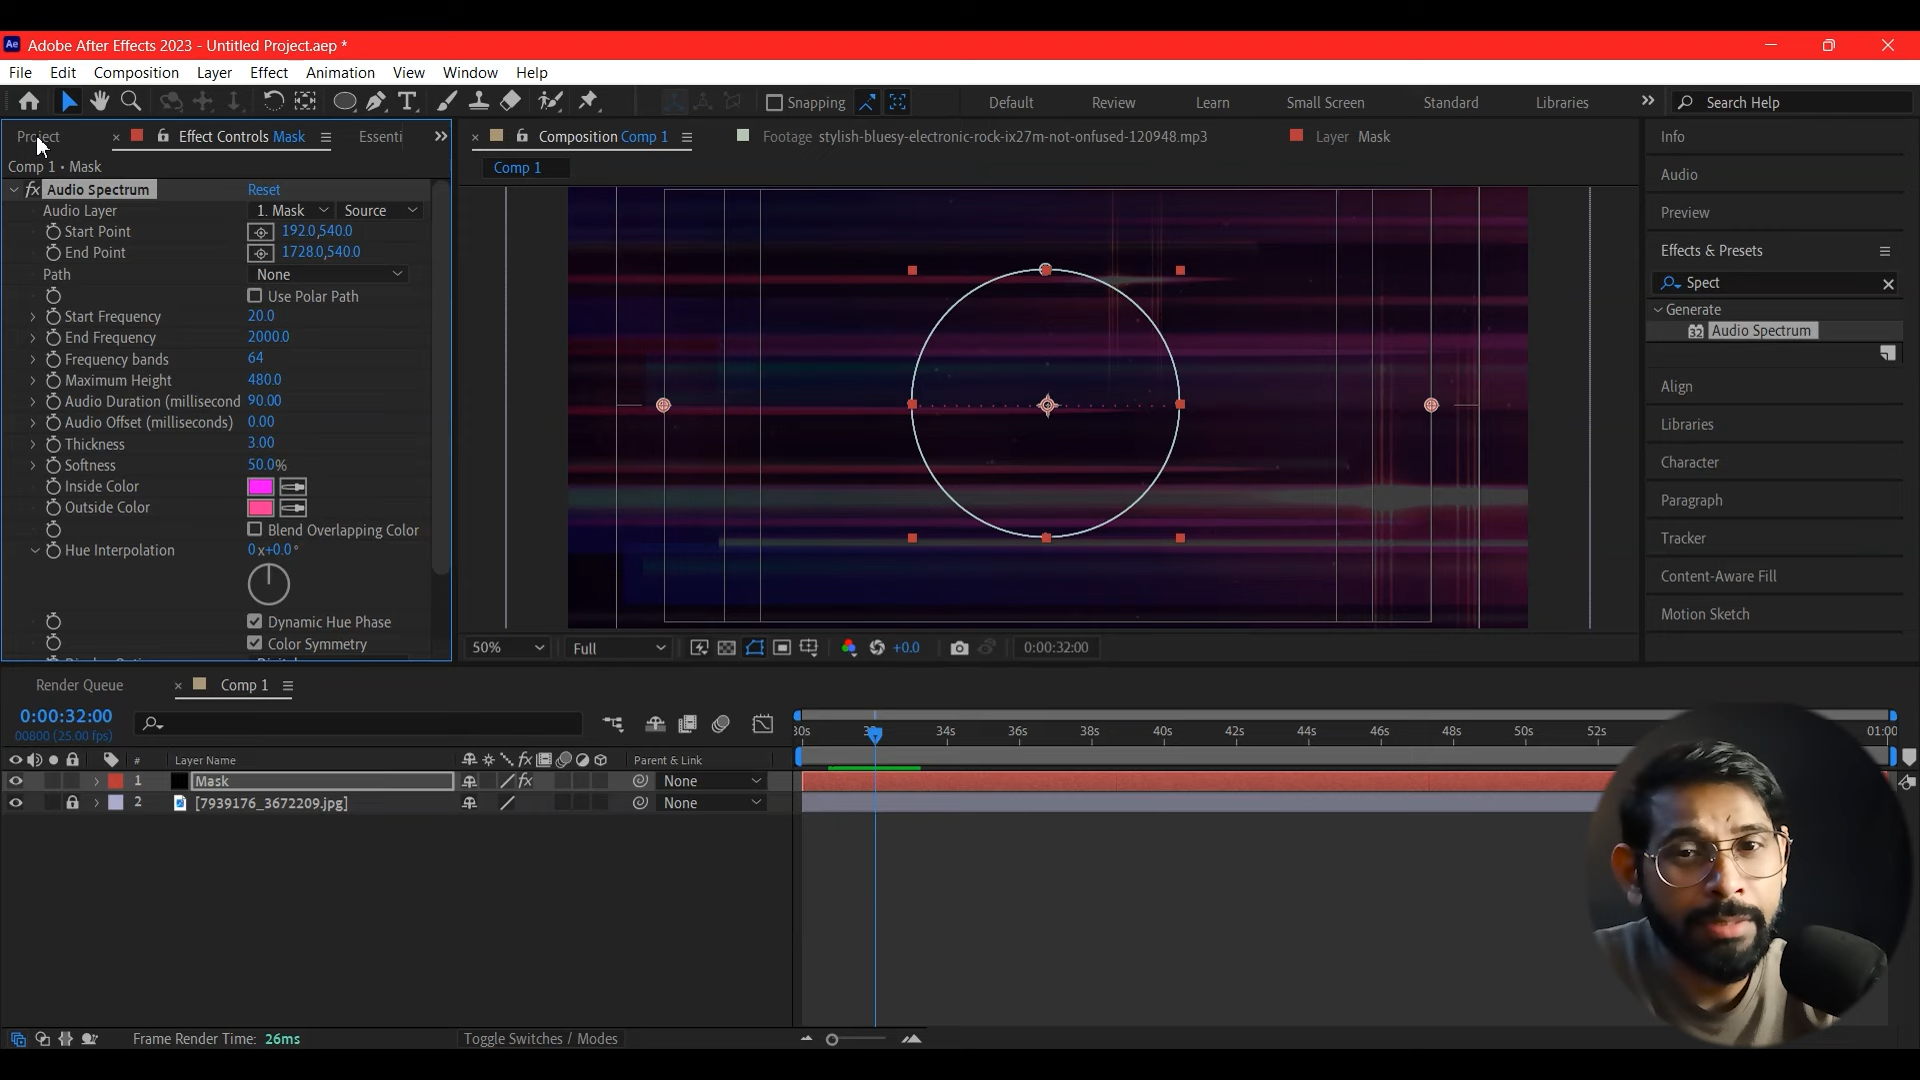 Ae Adobe After Effects 2023 - Untitled Project.aep *
File Edit Composition Layer Effect Animation View Window Help
Snapping Default Review Learn Small Screen Standard Libraries Search Help
Project Effect Controls Mask Essenti
Composition Comp 1 Footage stylish-bluesy-electronic-rock-ix27m-not-onfused-120948.mp3 Layer Mask
Comp 1 • Mask
Comp 1
fx Audio Spectrum Reset
Audio Layer 1. Mask Source
Start Point 192.0,540.0
End Point 1728.0,540.0
Path None
Use Polar Path
Start Frequency 20.0
End Frequency 2000.0
Frequency bands 64
Maximum Height 480.0
Audio Duration (millisecond 90.00
Audio Offset (milliseconds) 0.00
Thickness 3.00
Softness 50.0%
Inside Color
Outside Color
Blend Overlapping Color
Hue Interpolation 0x+0.0°
Dynamic Hue Phase
Color Symmetry
50% Full +0.0 0:00:32:00
Info
Audio
Preview
Effects & Presets
Spect
Generate
32 Audio Spectrum
Align
Libraries
Character
Paragraph
Tracker
Content-Aware Fill
Motion Sketch
Render Queue Comp 1
0:00:32:00
00800 (25.00 fps)
34s 36s 38s 40s 42s 44s 46s 48s 50s 52s 01:00
# Layer Name fx Parent & Link
1 Mask fx None
2 [7939176_3672209.jpg] None
Frame Render Time: 26ms Toggle Switches / Modes